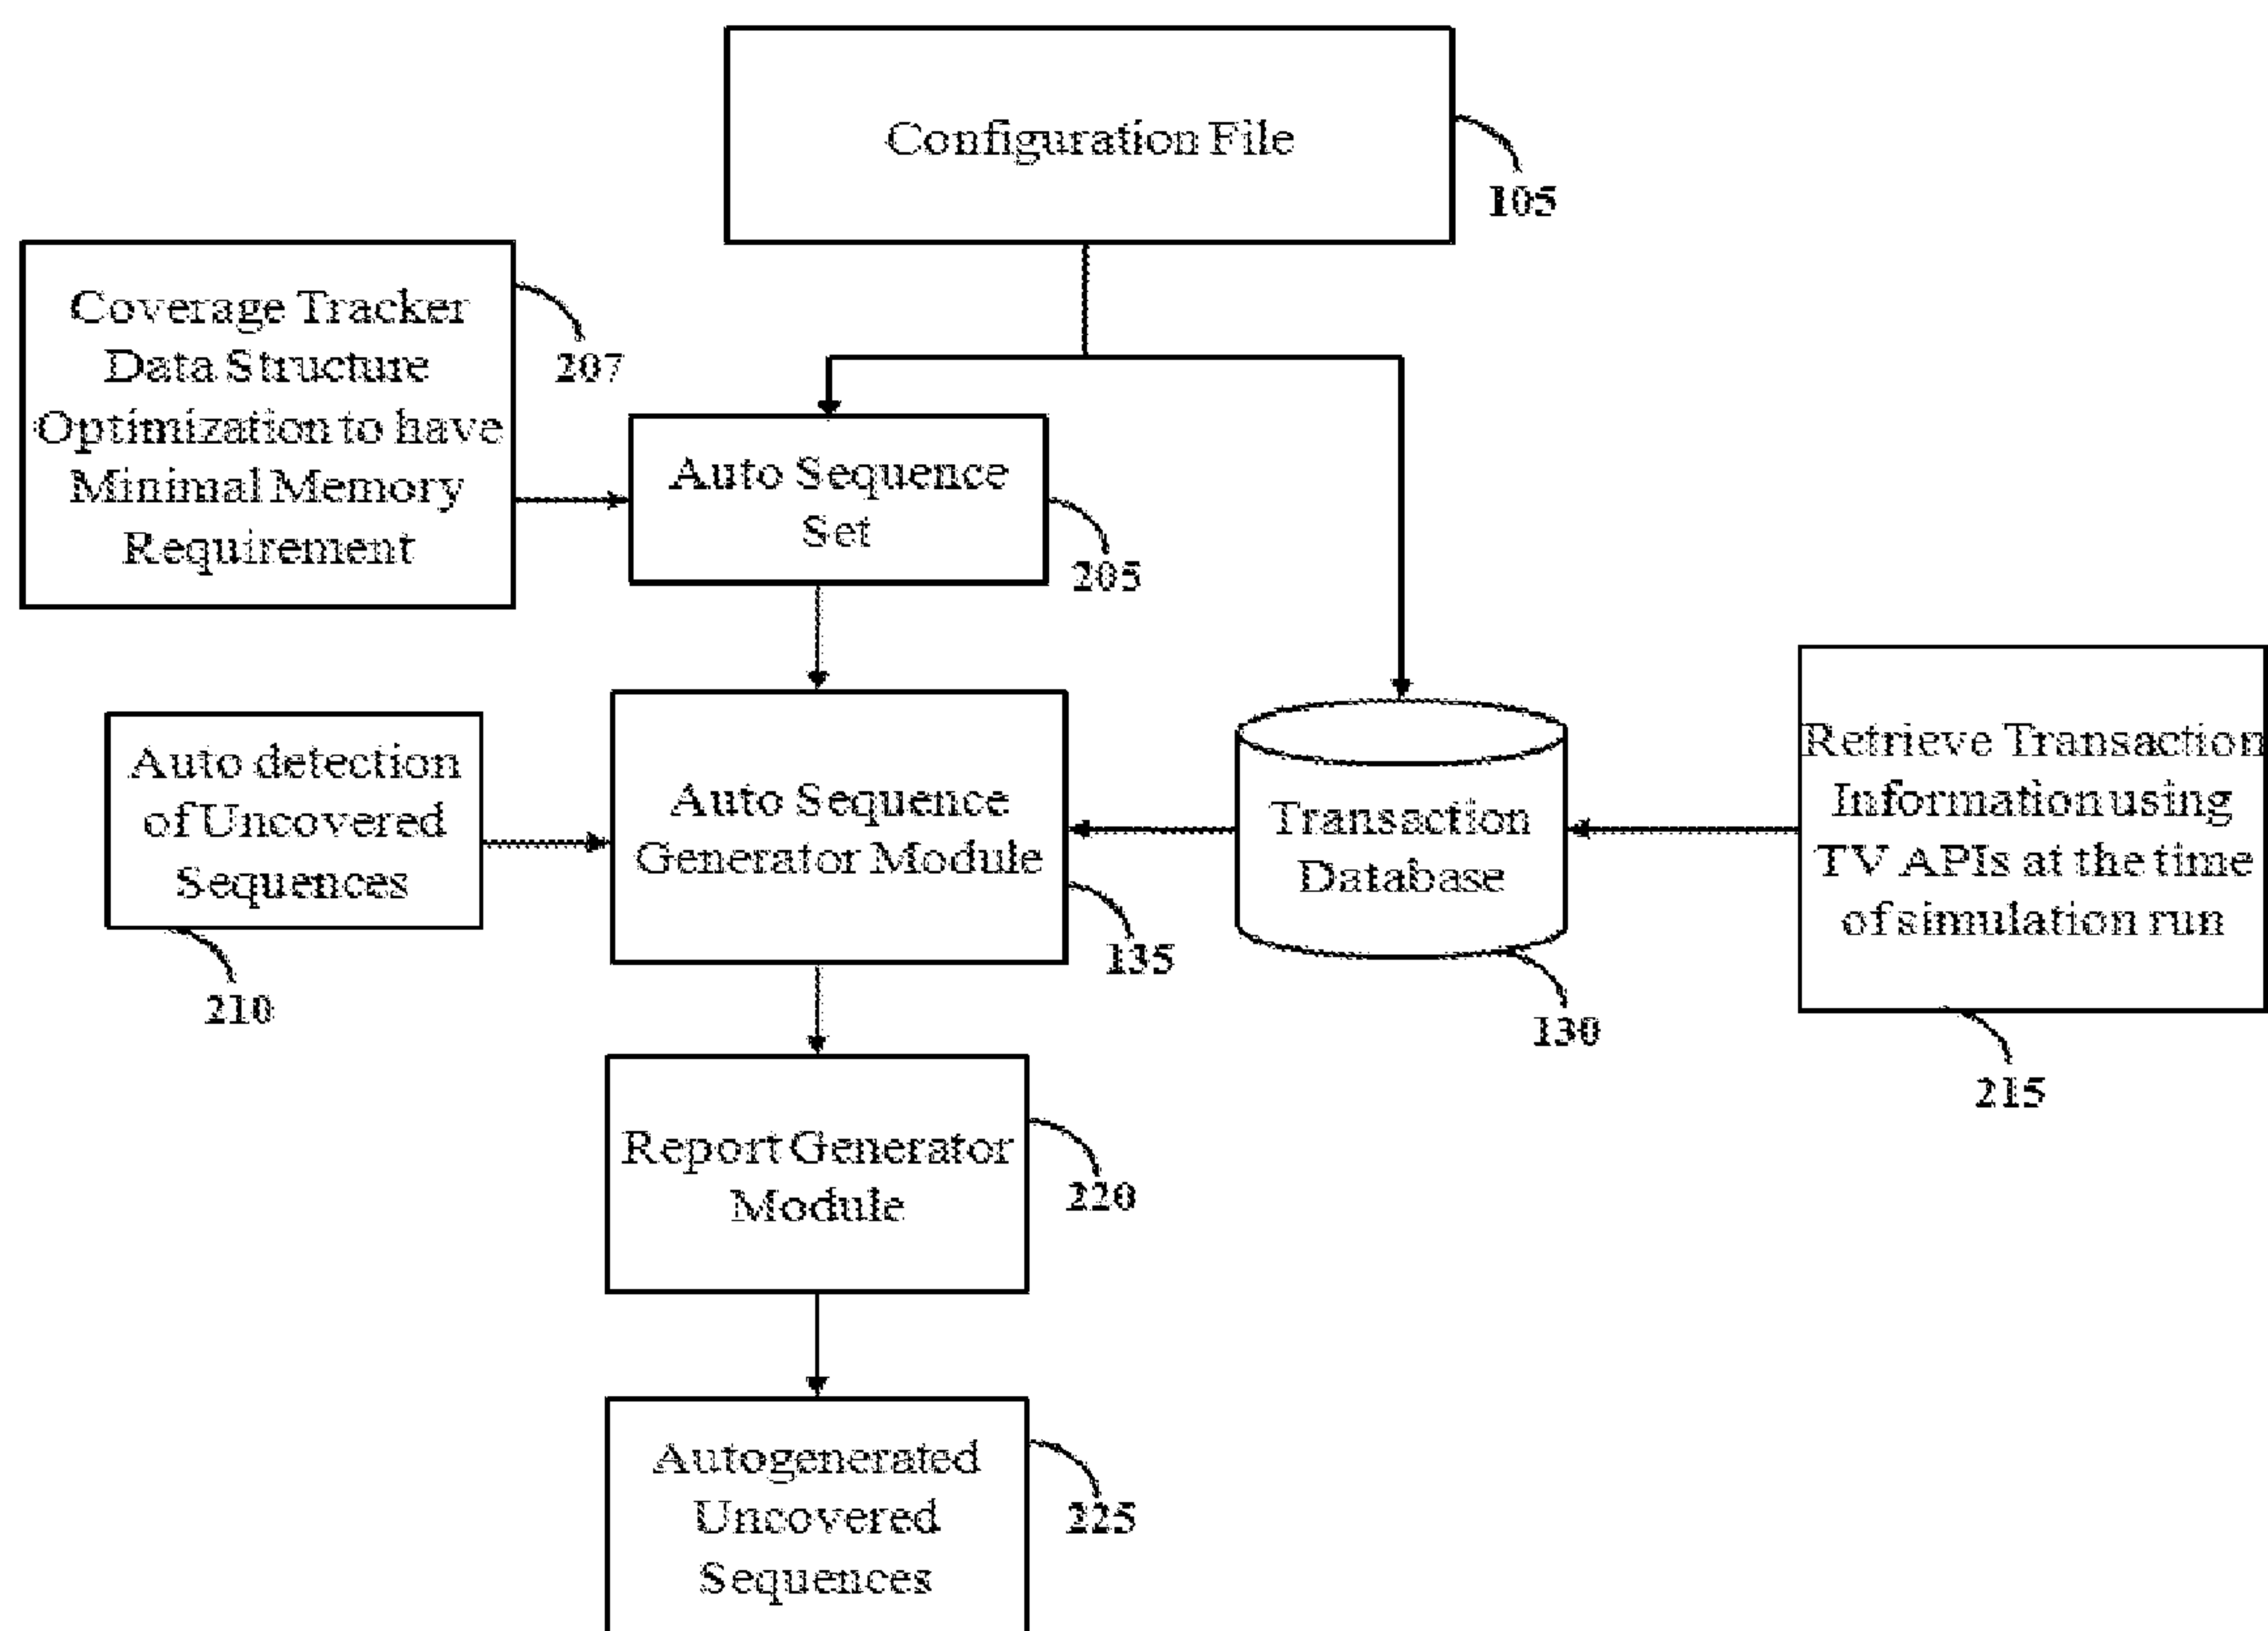 Configuration File
105
Coverage Tracker
Data Structure
Optimization to have
Minimal Memory
Requirement
207
Auto Sequence
Set
205
Auto detection
of Uncovered
Sequences
210
Auto Sequence
Generator Module
135
Transaction
Database
130
Retrieve Transaction
Information using
TV APIs at the time
of simulation run
215
Report Generator
Module
220
Autogenerated
Uncovered
Sequences
225